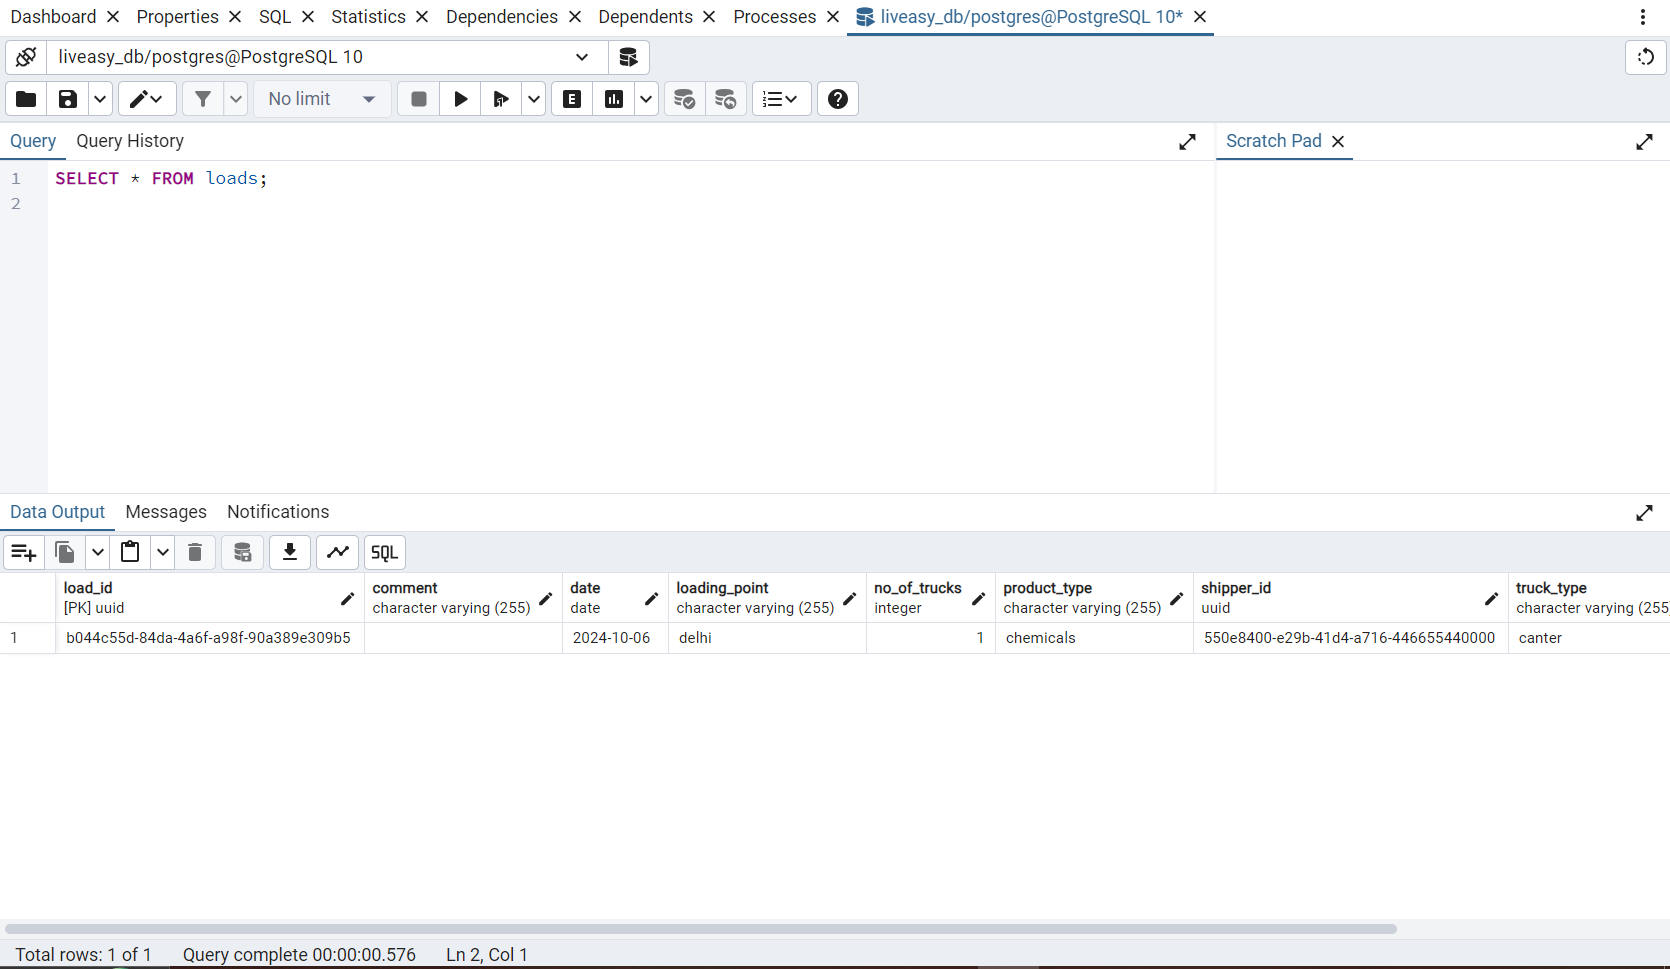 Dashboard Properties SQL Statistics Dependencies Dependents Processes liveasy_db/postgres@PostgreSQL 10*
liveasy_db/postgres@PostgreSQL 10
No limit E
Query Query History Scratch Pad
1 SELECT * FROM loads;
2
Data Output Messages Notifications
SQL
load_id comment date loading_point no_of_trucks product_type shipper_id truck_type
[PK] uuid character varying (255) date character varying (255) integer character varying (255) uuid character varying (255
1 b044c55d-84da-4a6f-a98f-90a389e309b5 2024-10-06 delhi 1 chemicals 550e8400-e29b-41d4-a716-446655440000 canter
Total rows: 1 of 1 Query complete 00:00:00.576 Ln 2, Col 1